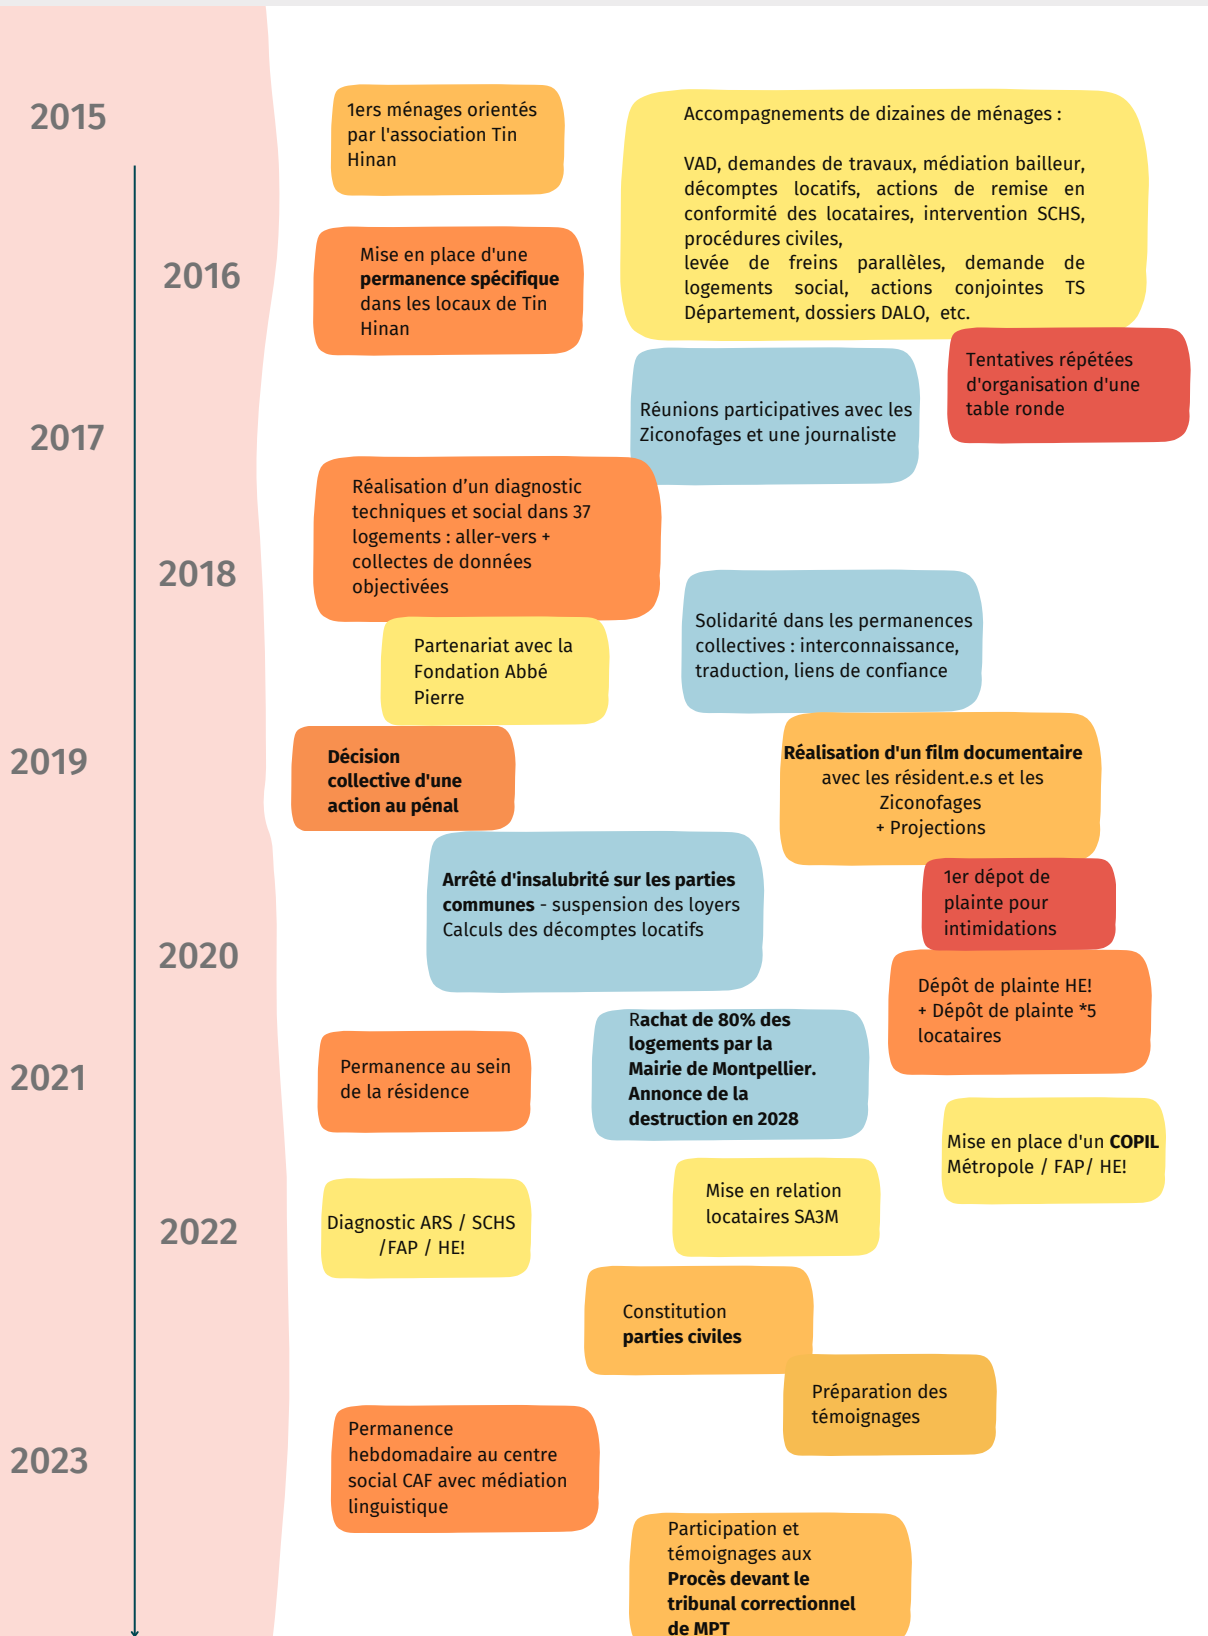 2015
1ers ménages orientés
par l'association Tin
Hinan
Accompagnements de dizaines de ménages :
VAD, demandes de travaux, médiation bailleur,
décomptes locatifs, actions de remise en
conformité des locataires, intervention SCHS,
procédures civiles,
levée de freins parallèles, demande de
logements social, actions conjointes TS
Département, dossiers DALO, etc.
2016
Mise en place d'une
permanence spécifique
dans les locaux de Tin
Hinan
Tentatives répétées
d'organisation d'une
table ronde
Réunions participatives avec les
Ziconofages et une journaliste
2017
Réalisation d’un diagnostic
techniques et social dans 37
logements : aller-vers +
collectes de données
objectivées
2018
Solidarité dans les permanences
collectives : interconnaissance,
traduction, liens de confiance
Partenariat avec la
Fondation Abbé
Pierre
2019
Décision
collective d'une
action au pénal
Réalisation d'un film documentaire
avec les résident.e.s et les
Ziconofages
+ Projections
Arrêté d'insalubrité sur les parties
communes - suspension des loyers
Calculs des décomptes locatifs
1er dépot de
plainte pour
intimidations
2020
Dépôt de plainte HE!
+ Dépôt de plainte *5
locataires
2021
Permanence au sein
de la résidence
Rachat de 80% des
logements par la
Mairie de Montpellier.
Annonce de la
destruction en 2028
Mise en place d'un COPIL
Métropole / FAP/ HE!
2022
Diagnostic ARS / SCHS
/FAP / HE!
Mise en relation
locataires SA3M
Constitution
parties civiles
Préparation des
témoignages
2023
Permanence
hebdomadaire au centre
social CAF avec médiation
linguistique
Participation et
témoignages aux
Procès devant le
tribunal correctionnel
de MPT